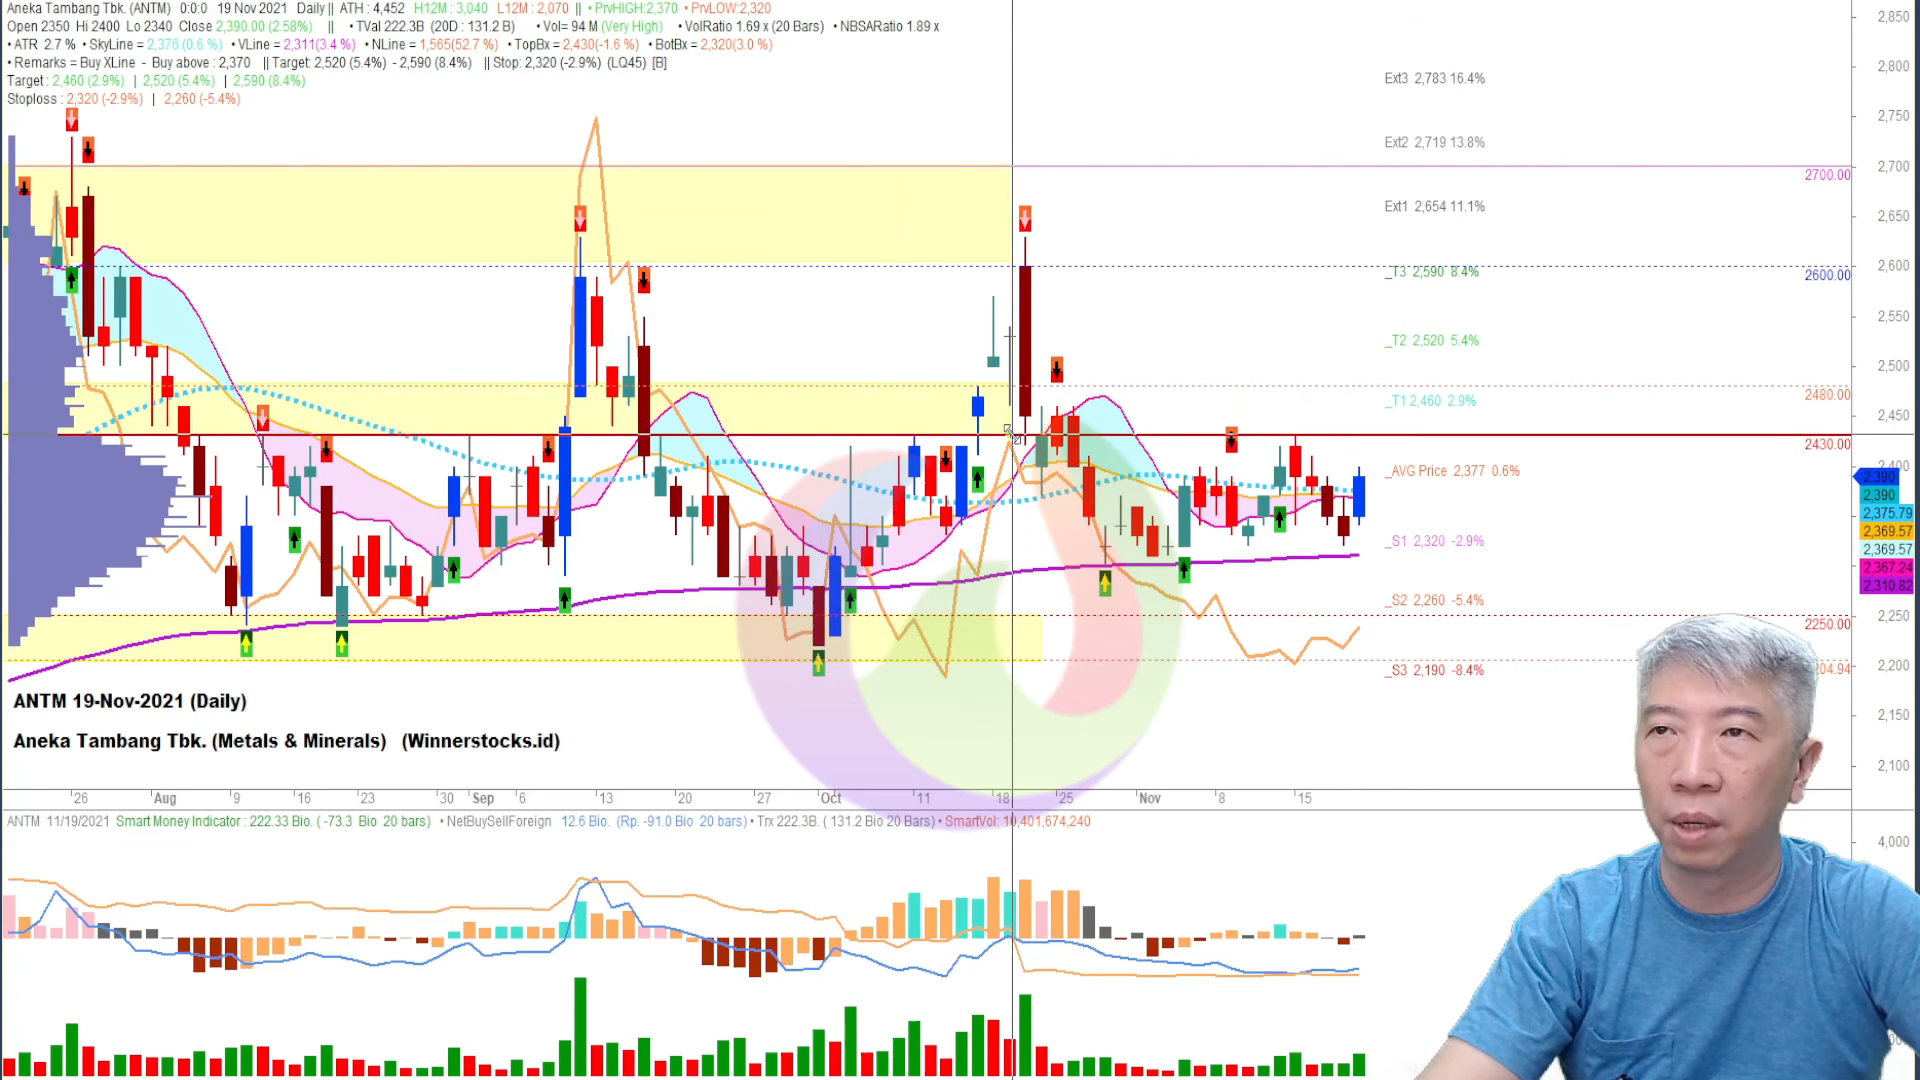 Aneka Tambang Tbk. (ANTM) 0:0:0 19 Nov 2021 Daily || ATH : 4,452 H12M : 3,040 L12M : 2,070 || • PrvHIGH:2,370 • PrvLOW:2,320
Open 2350 Hi 2400 Lo 2340 Close 2,390.00 (2.58%) || • TVal 222.3B (20D : 131.2 B) • Vol= 94 M (Very High) • VolRatio 1.69 x (20 Bars) • NBSARatio 1.89 x
• ATR 2.7 % • SkyLine = 2,376 (0.6 %) • VLine = 2,311(3.4 %) • NLine = 1,565(52.7 %) • TopBx = 2,430(-1.6 %) • BotBx = 2,320(3.0 %)
• Remarks = Buy XLine - Buy above : 2,370 || Target: 2,520 (5.4%) - 2,590 (8.4%) || Stop: 2,320 (-2.9%) (LQ45) [B]
Target : 2,460 (2.9%) | 2,520 (5.4%) | 2,590 (8.4%)
Stoploss : 2,320 (-2.9%) | 2,260 (-5.4%)
2,850
2,800
Ext3 2,783 16.4%
2,750
Ext2 2,719 13.8%
2,700
2700.00
Ext1 2,654 11.1%
2,650
2,600
_T3 2,590 8.4%
2600.00
2,550
_T2 2,520 5.4%
2,500
2480.00
_T1 2,460 2.9%
2,450
2430.00
2,400
_AVG Price 2,377 0.6%
2,390
2,390
2,375.79
2,369.57
2,369.57
2,367.24
2,310.82
_S1 2,320 -2.9%
_S2 2,260 -5.4%
2,250
2250.00
2,200
_S3 2,190 -8.4%
04.94
2,150
2,100
ANTM 19-Nov-2021 (Daily)
Aneka Tambang Tbk. (Metals & Minerals) (Winnerstocks.id)
26 Aug 9 16 23 30 Sep 6 13 20 27 Oct 11 18 25 Nov 8 15
ANTM 11/19/2021 Smart Money Indicator : 222.33 Bio. ( -73.3 Bio 20 bars) • NetBuySellForeign 12.6 Bio. (Rp. -91.0 Bio 20 bars) • Trx 222.3B. ( 131.2 Bio 20 Bars) • SmartVol: 10,401,674,240
4,000